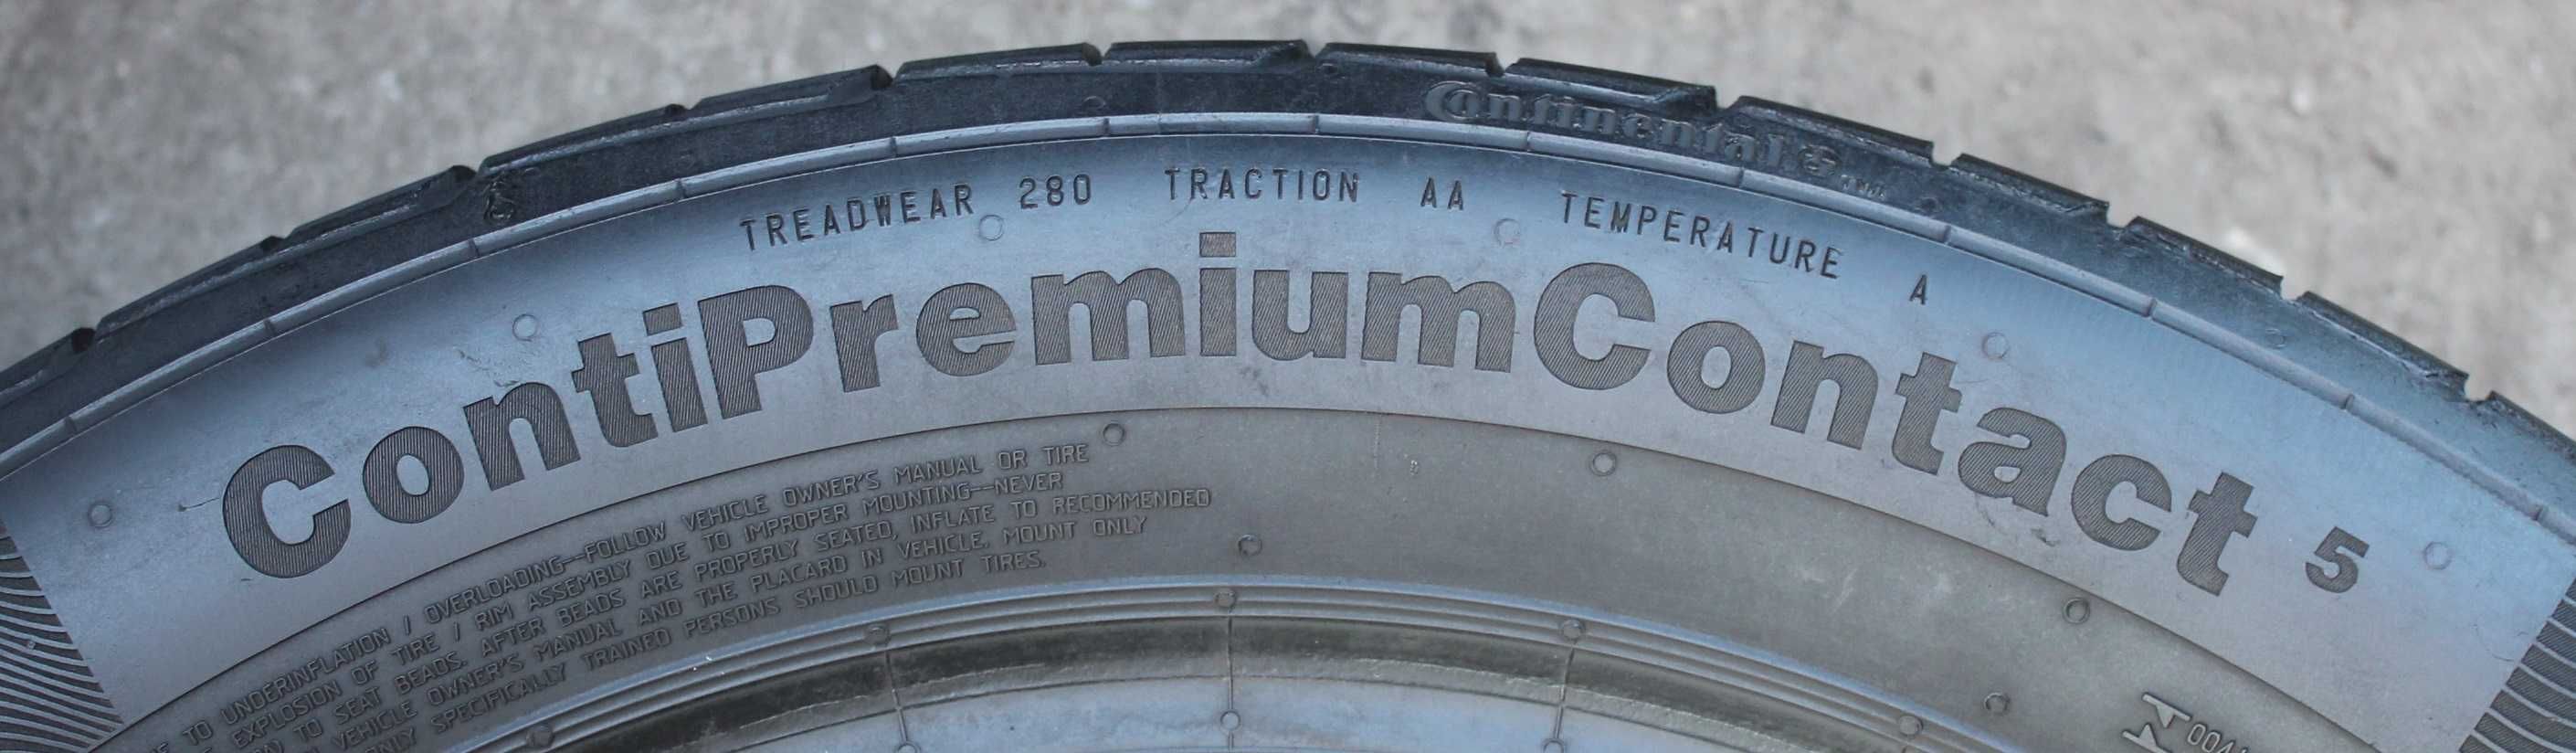 Continental
TREADWEAR 280 TRACTION AA TEMPERATURE A
ContiPremiumContact 5
TO UNDERINFLATION / OVERLOADING--FOLLOW VEHICLE OWNER'S MANUAL OR TIRE
EXPLOSION OF TIRE / RIM ASSEMBLY DUE TO IMPROPER MOUNTING--NEVER
TO SEAT BEADS. AFTER BEADS ARE PROPERLY SEATED, INFLATE TO RECOMMENDED
VEHICLE OWNER'S MANUAL AND THE PLACARD IN VEHICLE. MOUNT ONLY
SPECIFICALLY TRAINED PERSONS SHOULD MOUNT TIRES.